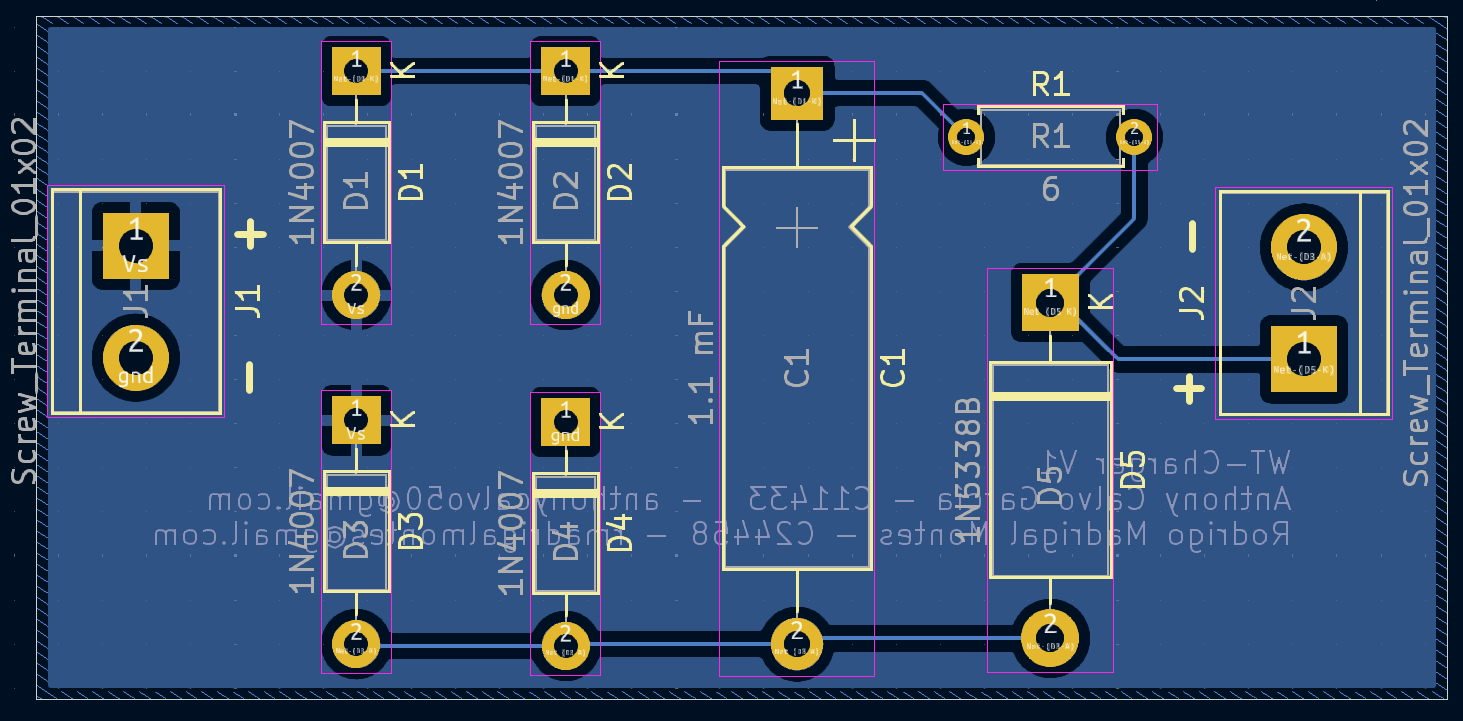 Screw_Terminal_01x02
1
Vs
2
gnd
J1
J1
+
−
1
Net-(D1-K)
K
1N4007
D1
D1
2
Vs
1
Net-(D1-K)
K
1N4007
D2
D2
2
gnd
1
Vs
K
1N4007
D3
D3
2
Net-(D3-A)
1
gnd
K
1N4007
D4
D4
2
Net-(D3-A)
1
Net-(D1-K)
+
1.1 mF
C1
C1
2
Net-(D3-A)
R1
1
R1
2
6
1
Net-(D5-K)
K
1N5338B
D5
D5
2
Net-(D3-A)
−
2
Net-(D3-A)
J2
J2
1
Net-(D5-K)
+
Screw_Terminal_01x02
WT-Charger V1
Anthony Calvo Garcia - C11433 - anthonycalvo50@gmail.com
Rodrigo Madrigal Montes - C24458 - rmadrigalmontes@gmail.com